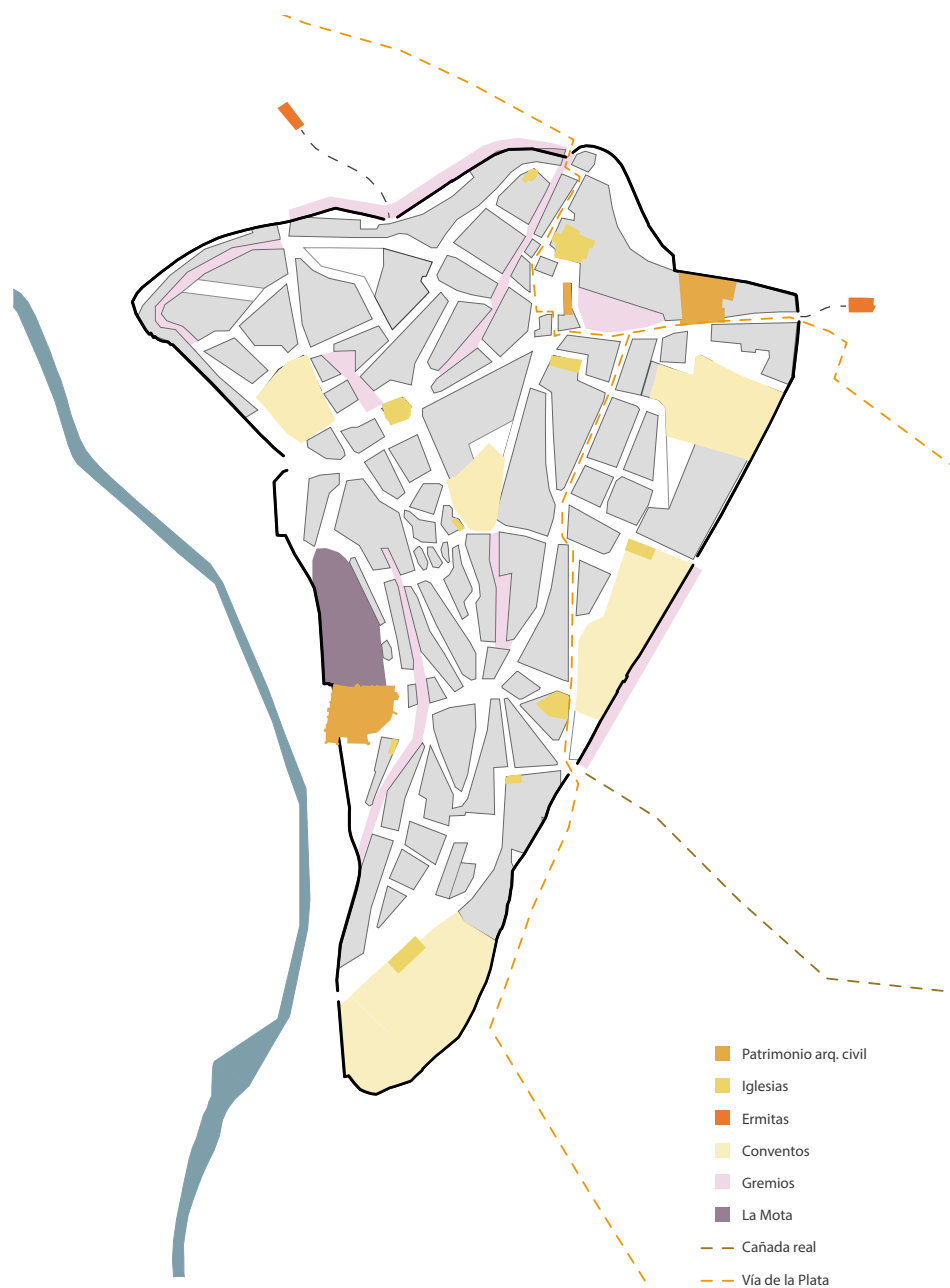 Patrimonio arq. civil
Iglesias
Ermitas
Conventos
Gremios
La Mota
Cañada real
Vía de la Plata